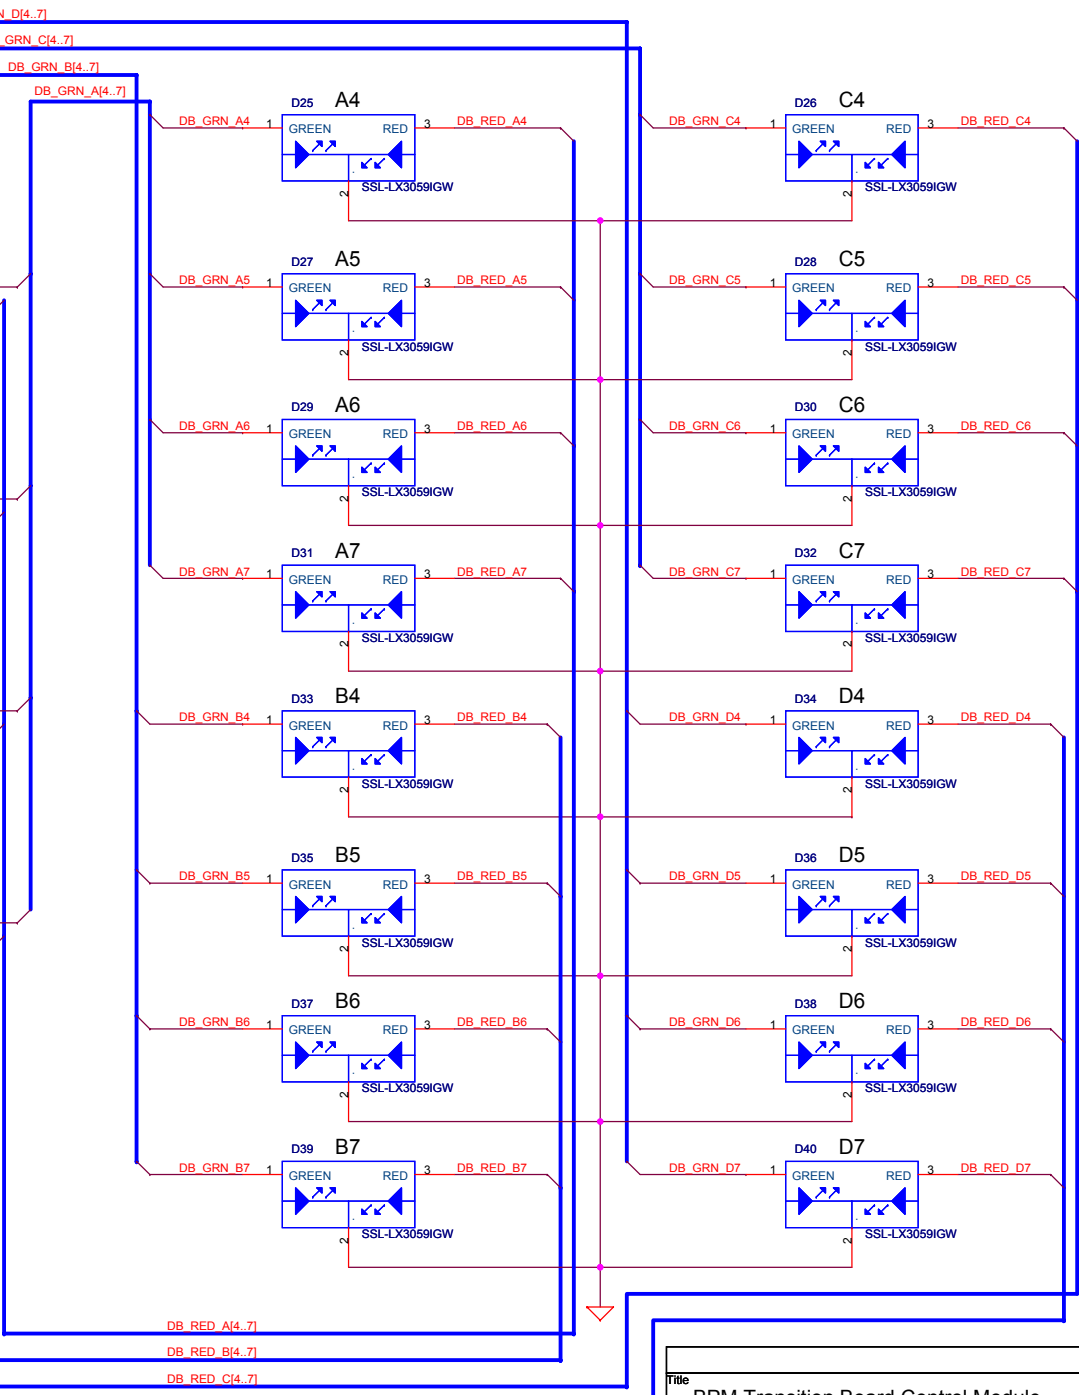 N_D[4..7]
_GRN_C[4..7]
DB_GRN_B[4..7]
DB_GRN_A[4..7]
D25 A4 D26 C4
DB_GRN_A4 1 GREEN RED 3 DB_RED_A4 DB_GRN_C4 1 GREEN RED 3 DB_RED_C4
SSL-LX3059IGW SSL-LX3059IGW
2 2
D27 A5 D28 C5
DB_GRN_A5 1 GREEN RED 3 DB_RED_A5 DB_GRN_C5 1 GREEN RED 3 DB_RED_C5
SSL-LX3059IGW SSL-LX3059IGW
2 2
D29 A6 D30 C6
DB_GRN_A6 1 GREEN RED 3 DB_RED_A6 DB_GRN_C6 1 GREEN RED 3 DB_RED_C6
SSL-LX3059IGW SSL-LX3059IGW
2 2
D31 A7 D32 C7
DB_GRN_A7 1 GREEN RED 3 DB_RED_A7 DB_GRN_C7 1 GREEN RED 3 DB_RED_C7
SSL-LX3059IGW SSL-LX3059IGW
2 2
D33 B4 D34 D4
DB_GRN_B4 1 GREEN RED 3 DB_RED_B4 DB_GRN_D4 1 GREEN RED 3 DB_RED_D4
SSL-LX3059IGW SSL-LX3059IGW
2 2
D35 B5 D36 D5
DB_GRN_B5 1 GREEN RED 3 DB_RED_B5 DB_GRN_D5 1 GREEN RED 3 DB_RED_D5
SSL-LX3059IGW SSL-LX3059IGW
2 2
D37 B6 D38 D6
DB_GRN_B6 1 GREEN RED 3 DB_RED_B6 DB_GRN_D6 1 GREEN RED 3 DB_RED_D6
SSL-LX3059IGW SSL-LX3059IGW
2 2
D39 B7 D40 D7
DB_GRN_B7 1 GREEN RED 3 DB_RED_B7 DB_GRN_D7 1 GREEN RED 3 DB_RED_D7
SSL-LX3059IGW SSL-LX3059IGW
2 2
DB_RED_A[4..7]
DB_RED_B[4..7]
DB_RED_C[4..7]
Title
Transition Board Control Module